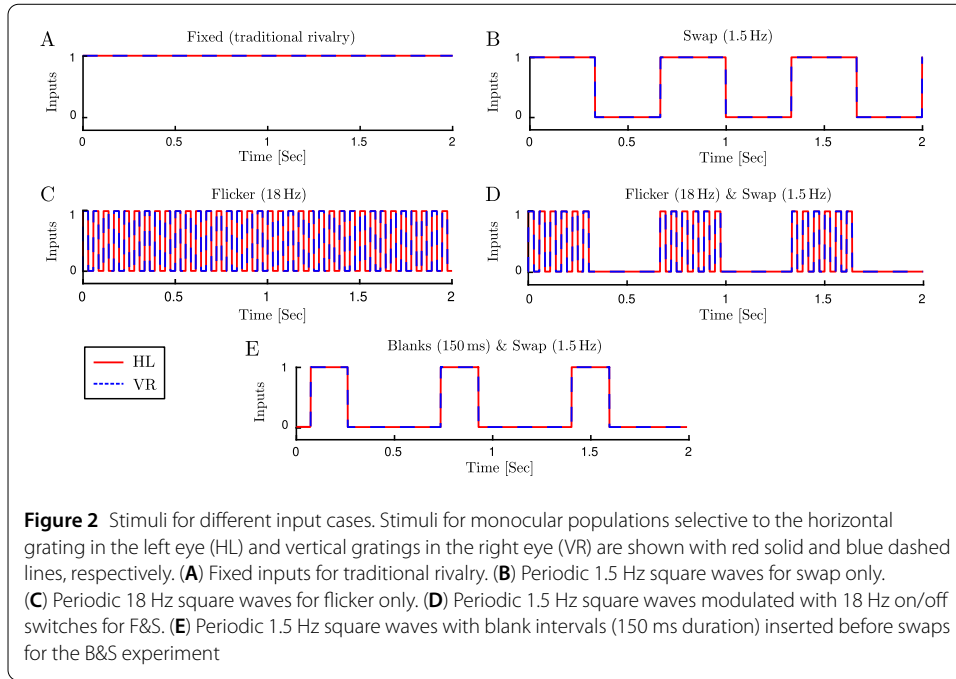 A
Fixed (traditional rivalry)
Inputs
1
0
0 0.5 1 1.5 2
Time [Sec]
B
Swap (1.5 Hz)
Inputs
1
0
0 0.5 1 1.5 2
Time [Sec]
C
Flicker (18 Hz)
Inputs
1
0
0 0.5 1 1.5 2
Time [Sec]
D
Flicker (18 Hz) & Swap (1.5 Hz)
Inputs
1
0
0 0.5 1 1.5 2
Time [Sec]
HL
VR
E
Blanks (150 ms) & Swap (1.5 Hz)
Inputs
1
0
0 0.5 1 1.5 2
Time [Sec]
Figure 2 Stimuli for different input cases. Stimuli for monocular populations selective to the horizontal
grating in the left eye (HL) and vertical gratings in the right eye (VR) are shown with red solid and blue dashed
lines, respectively. (A) Fixed inputs for traditional rivalry. (B) Periodic 1.5 Hz square waves for swap only.
(C) Periodic 18 Hz square waves for flicker only. (D) Periodic 1.5 Hz square waves modulated with 18 Hz on/off
switches for F&S. (E) Periodic 1.5 Hz square waves with blank intervals (150 ms duration) inserted before swaps
for the B&S experiment